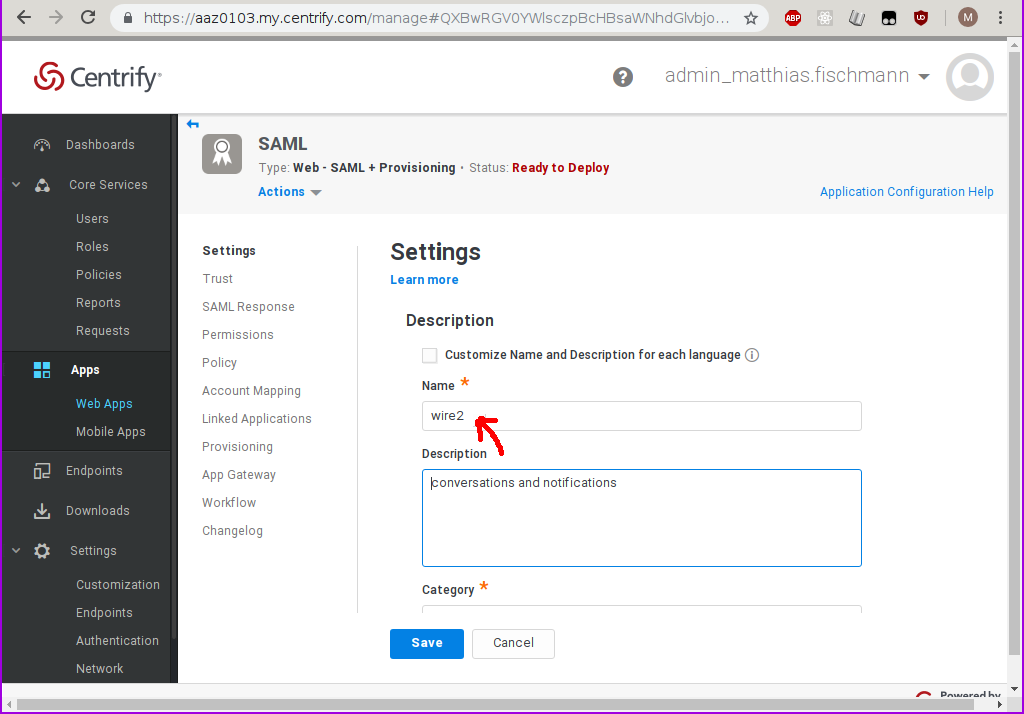 https://aaz0103.my.centrify.com/manage#QXBwRGV0YWlsczpBcHBsaWNhdGlvbjo...
ABP
M
Centrify
?
admin_matthias.fischmann
Dashboards
Core Services
Users
Roles
Policies
Reports
Requests
Apps
Web Apps
Mobile Apps
Endpoints
Downloads
Settings
Customization
Endpoints
Authentication
Network
SAML
Type: Web - SAML + Provisioning · Status: Ready to Deploy
Actions
Application Configuration Help
Settings
Trust
SAML Response
Permissions
Policy
Account Mapping
Linked Applications
Provisioning
App Gateway
Workflow
Changelog
Settings
Learn more
Description
Customize Name and Description for each language
Name *
wire2
Description
conversations and notifications
Category *
Save
Cancel
Powered by